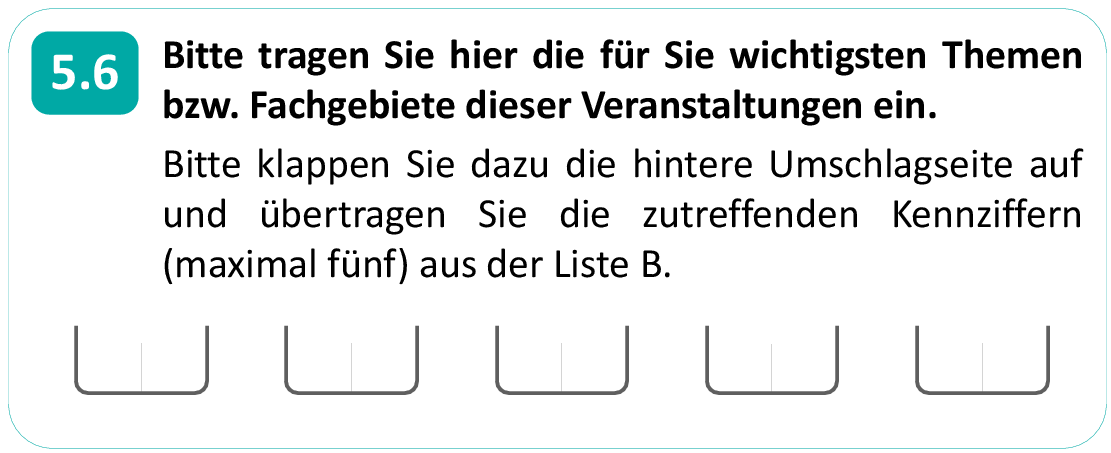 5.6
Bitte tragen Sie hier die für Sie wichtigsten Themen
bzw. Fachgebiete dieser Veranstaltungen ein.
Bitte klappen Sie dazu die hintere Umschlagseite auf
und übertragen Sie die zutreffenden Kennziffern
(maximal fünf) aus der Liste B.